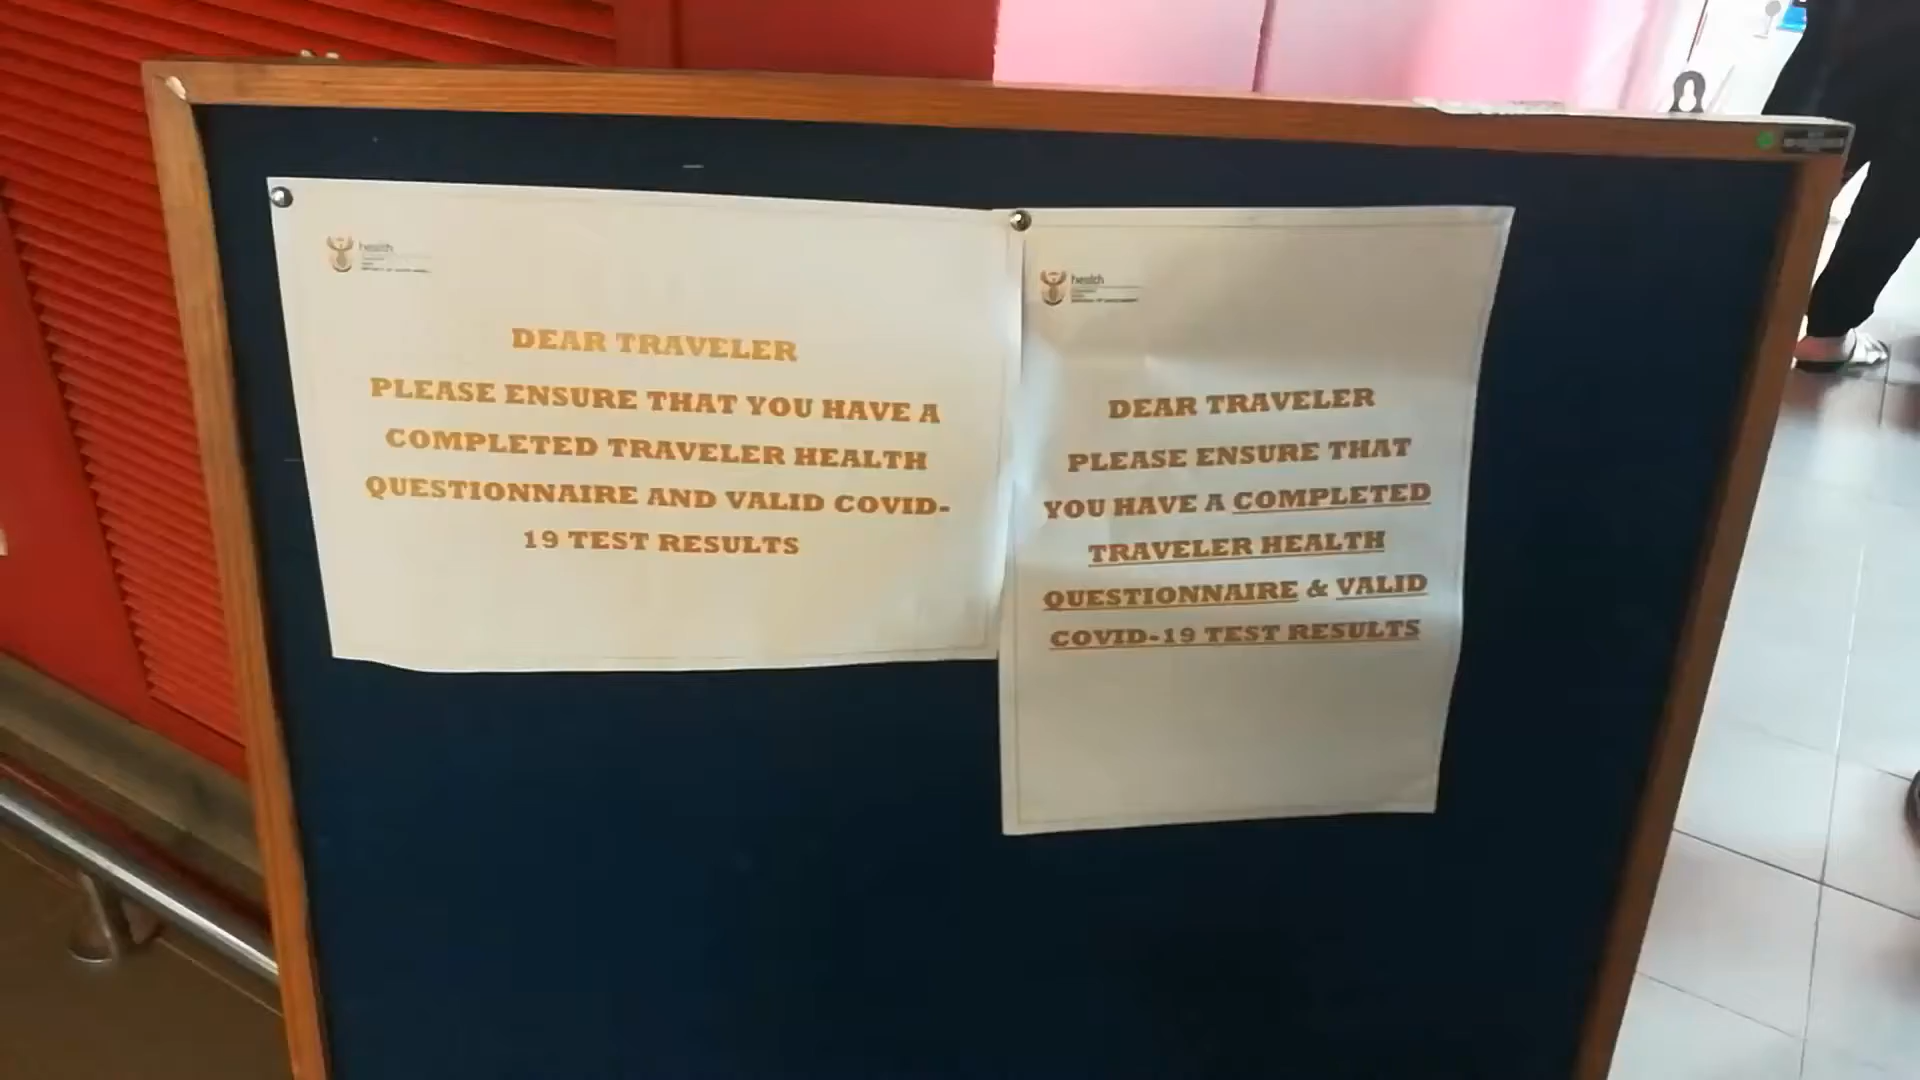 health
DEAR TRAVELER
PLEASE ENSURE THAT YOU HAVE A
COMPLETED TRAVELER HEALTH
QUESTIONNAIRE AND VALID COVID-
19 TEST RESULTS
health
DEAR TRAVELER
PLEASE ENSURE THAT
YOU HAVE A COMPLETED
TRAVELER HEALTH
QUESTIONNAIRE & VALID
COVID-19 TEST RESULTS